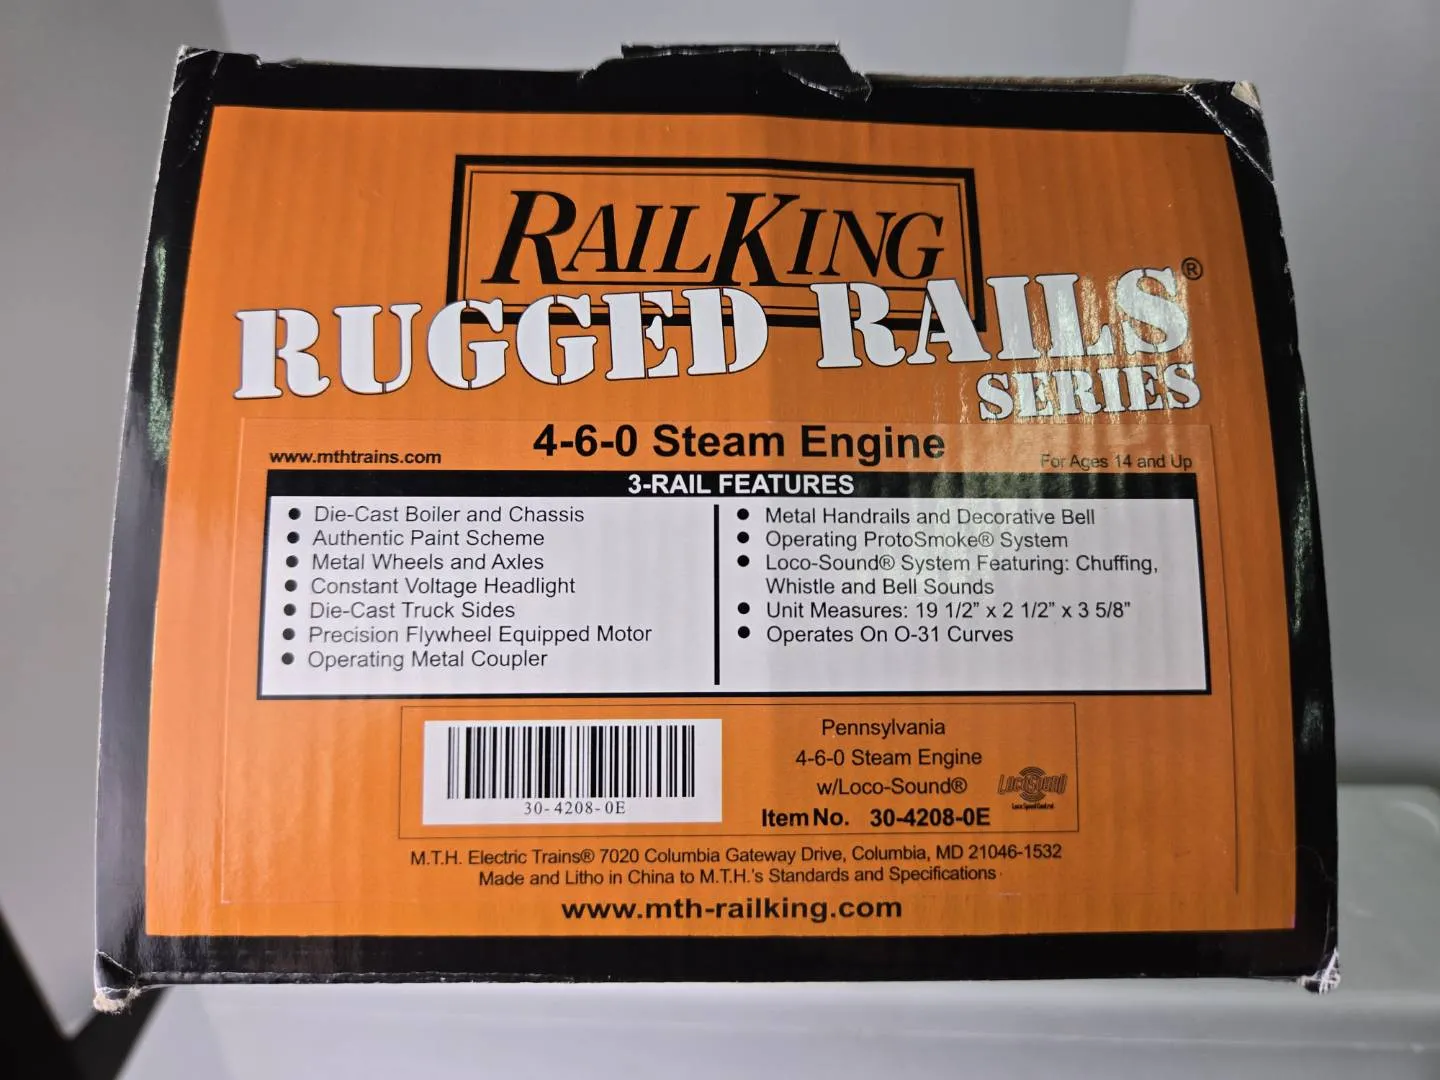 RAILKING
RUGGED RAILS®
SERIES
4-6-0 Steam Engine
www.mthtrains.com
For Ages 14 and Up
3-RAIL FEATURES
● Die-Cast Boiler and Chassis
● Authentic Paint Scheme
● Metal Wheels and Axles
● Constant Voltage Headlight
● Die-Cast Truck Sides
● Precision Flywheel Equipped Motor
● Operating Metal Coupler
● Metal Handrails and Decorative Bell
● Operating ProtoSmoke® System
● Loco-Sound® System Featuring: Chuffing,
Whistle and Bell Sounds
● Unit Measures: 19 1/2” x 2 1/2” x 3 5/8”
● Operates On O-31 Curves
30-4208-0E
Pennsylvania
4-6-0 Steam Engine
w/Loco-Sound®
Item No. 30-4208-0E
LOCOSOUND
Loco Speed Control
M.T.H. Electric Trains® 7020 Columbia Gateway Drive, Columbia, MD 21046-1532
Made and Litho in China to M.T.H.'s Standards and Specifications
www.mth-railking.com